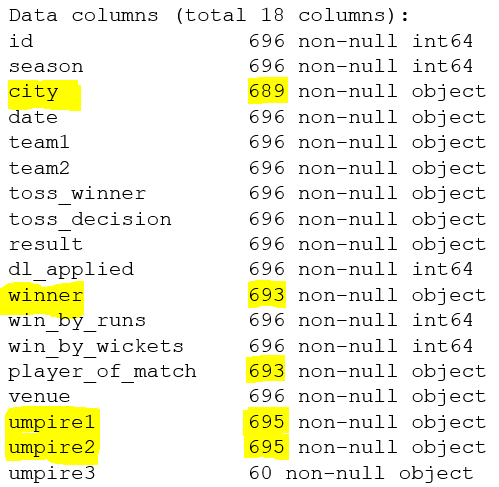 Data columns (total 18 columns):
id 696 non-null int64
season 696 non-null int64
city 689 non-null object
date 696 non-null object
team1 696 non-null object
team2 696 non-null object
toss_winner 696 non-null object
toss_decision 696 non-null object
result 696 non-null object
dl_applied 696 non-null int64
winner 693 non-null object
win_by_runs 696 non-null int64
win_by_wickets 696 non-null int64
player_of_match 693 non-null object
venue 696 non-null object
umpire1 695 non-null object
umpire2 695 non-null object
umpire3 60 non-null object